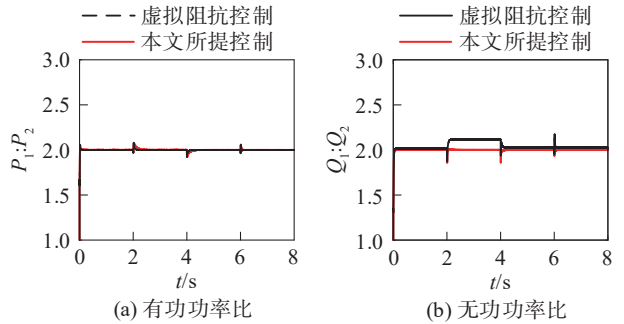 虚拟阻抗控制
本文所提控制
3.0
2.5
2.0
1.5
1.0
P₁:P₂
0 2 4 6 8
t/s
(a) 有功功率比
虚拟阻抗控制
本文所提控制
3.0
2.5
2.0
1.5
1.0
Q₁:Q₂
0 2 4 6 8
t/s
(b) 无功功率比